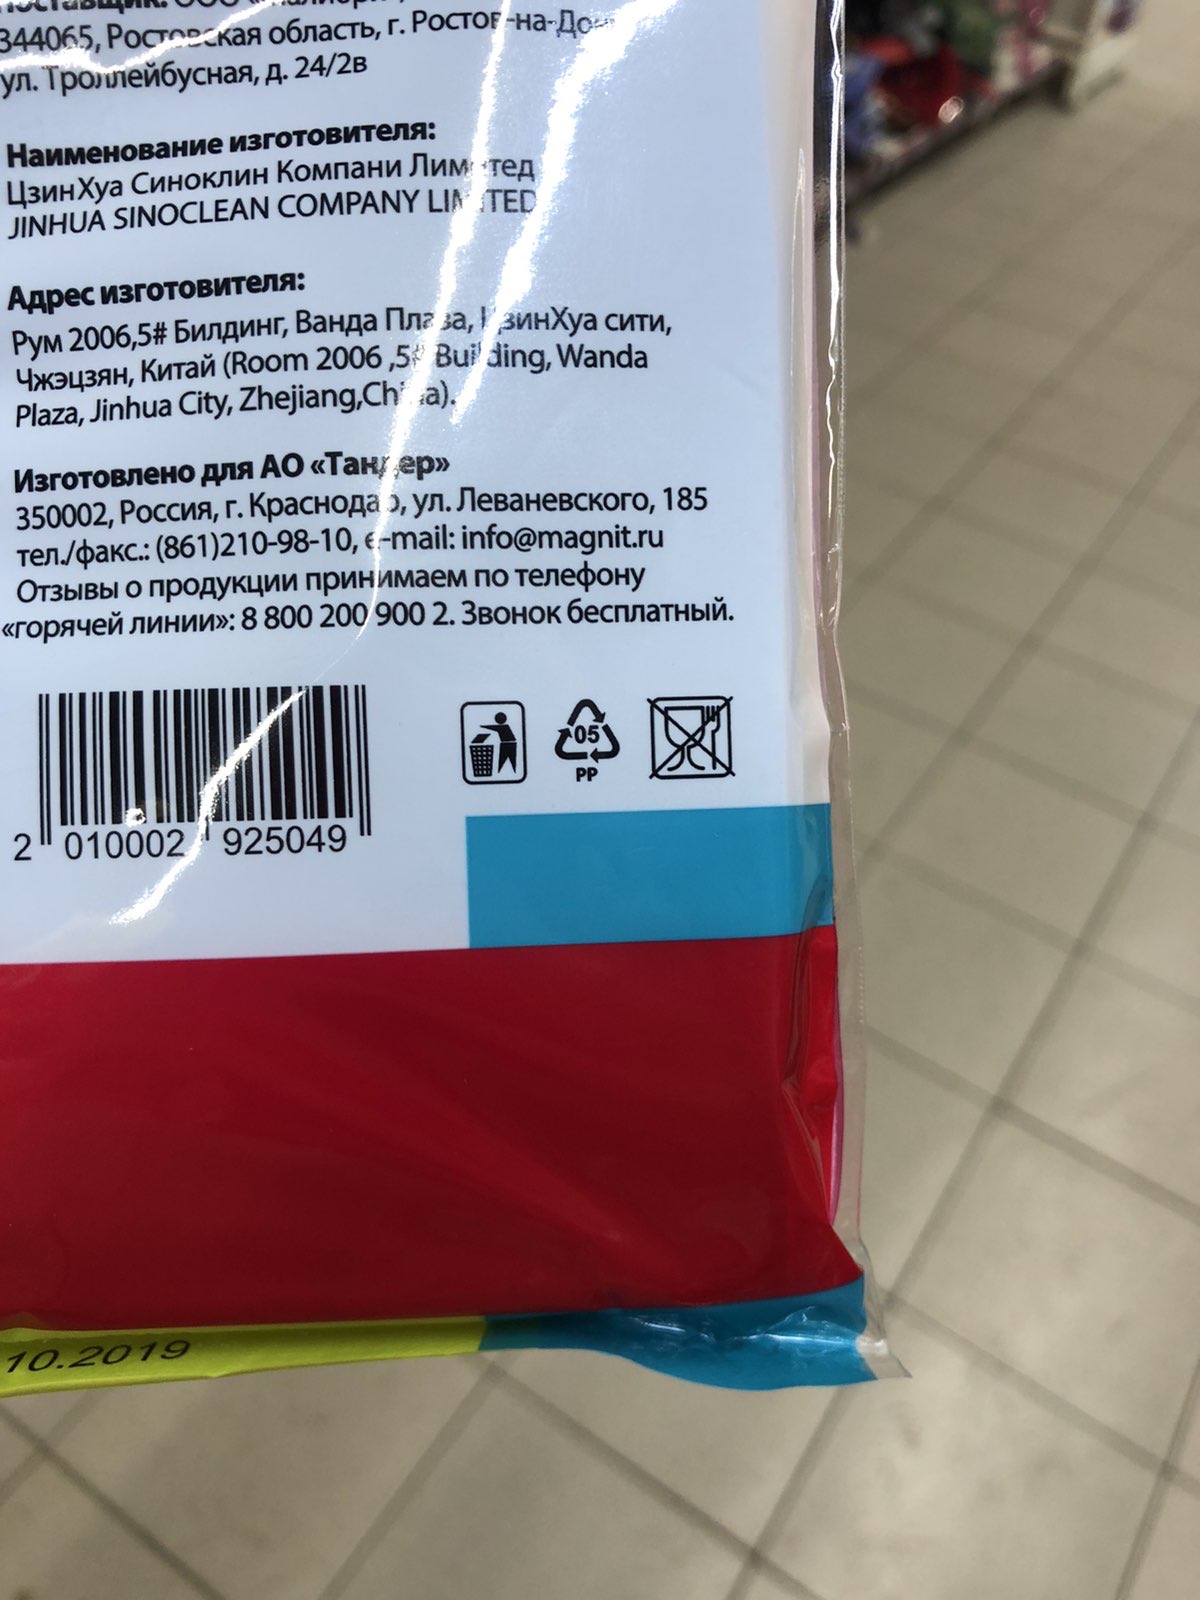 Поставщик: ООО
344065, Ростовская область, г. Ростов-на-Дону
ул. Троллейбусная, д. 24/2в
Наименование изготовителя:
ЦзинХуа Синоклин Компани Лимитед
JINHUA SINOCLEAN COMPANY LIMITED
Адрес изготовителя:
Рум 2006,5# Билдинг, Ванда Плаза, ЦзинХуа сити,
Чжэцзян, Китай (Room 2006 ,5# Building, Wanda
Plaza, Jinhua City, Zhejiang,China).
Изготовлено для АО «Тандер»
350002, Россия, г. Краснодар, ул. Леваневского, 185
тел./факс.: (861)210-98-10, e-mail: info@magnit.ru
Отзывы о продукции принимаем по телефону
«горячей линии»: 8 800 200 900 2. Звонок бесплатный.
05
PP
2 010002 925049
10.2019